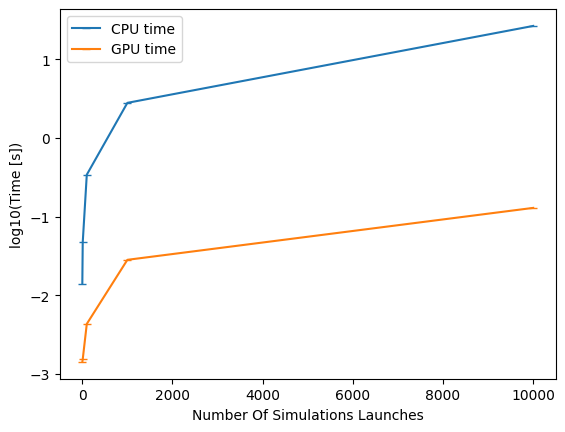 CPU time
GPU time
1
0
−1
−2
−3
log10(Time [s])
0
2000
4000
6000
8000
10000
Number Of Simulations Launches